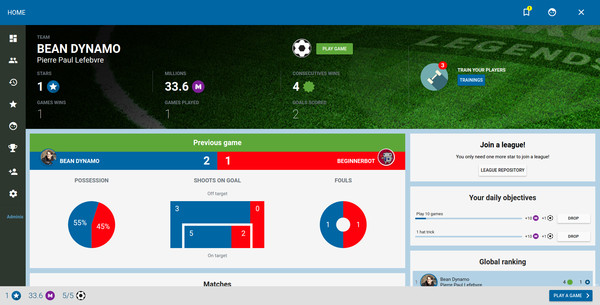 HOME
TEAM
BEAN DYNAMO
Pierre Paul Lefebvre
PLAY GAME
STARS
1
MILLIONS
33.6 M
CONSECUTIVE WINS
4
3
TRAIN YOUR PLAYERS
TRAININGS
GAMES WINS
1
GAMES PLAYED
1
GOALS SCORED
2
LEGENDS
Previous game
BEAN DYNAMO 2 1 BEGINNERBOT
POSSESSION
55%
45%
SHOTS ON GOAL
Off target
3 0
5 2
On target
FOULS
1 1
Matches
Join a league!
You only need one more star to join a league!
LEAGUE REPOSITORY
Your daily objectives
Play 10 games
+10 M +1
DROP
1 hat trick
+10 M +1
DROP
Global ranking
1 Bean Dynamo 4 1
Pierre Paul Lefebvre
1 33.6 M 5/5
PLAY A GAME